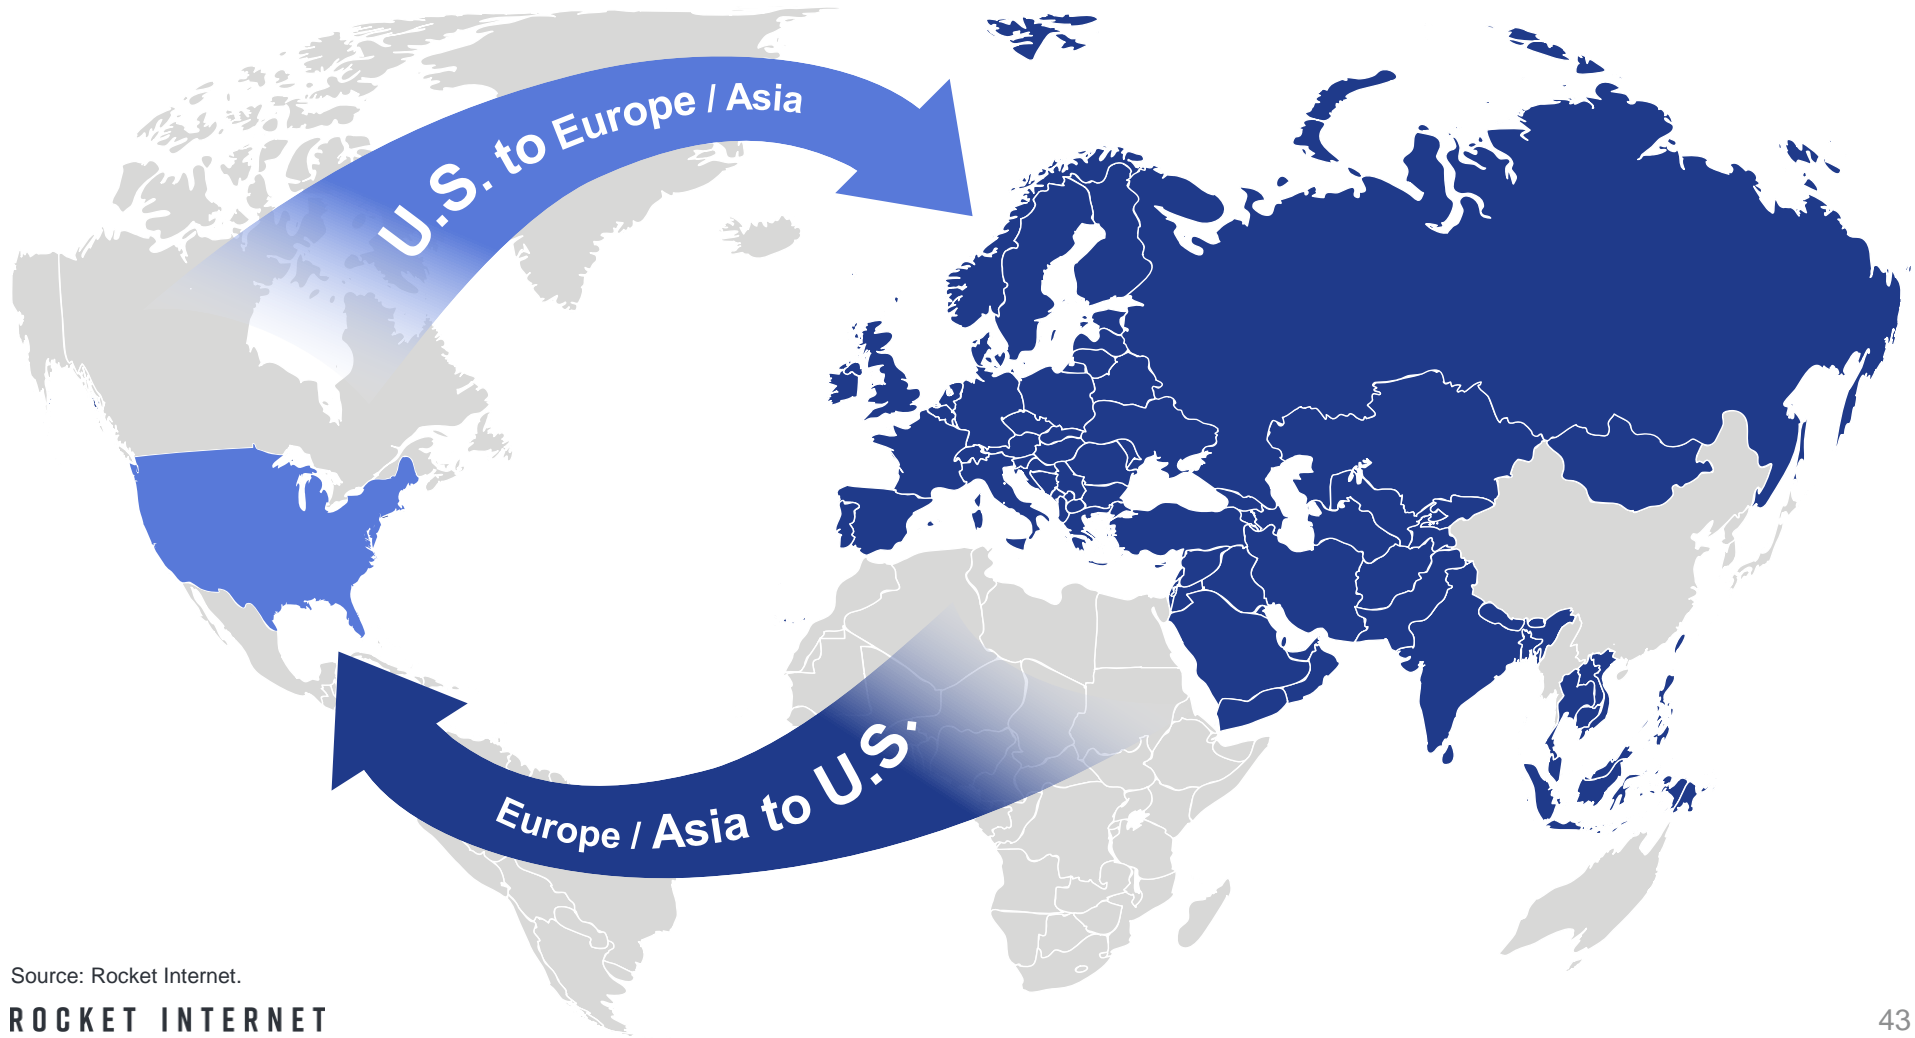 U.S. to Europe / Asia
Europe / Asia to U.S.
Source: Rocket Internet.
ROCKET INTERNET
43